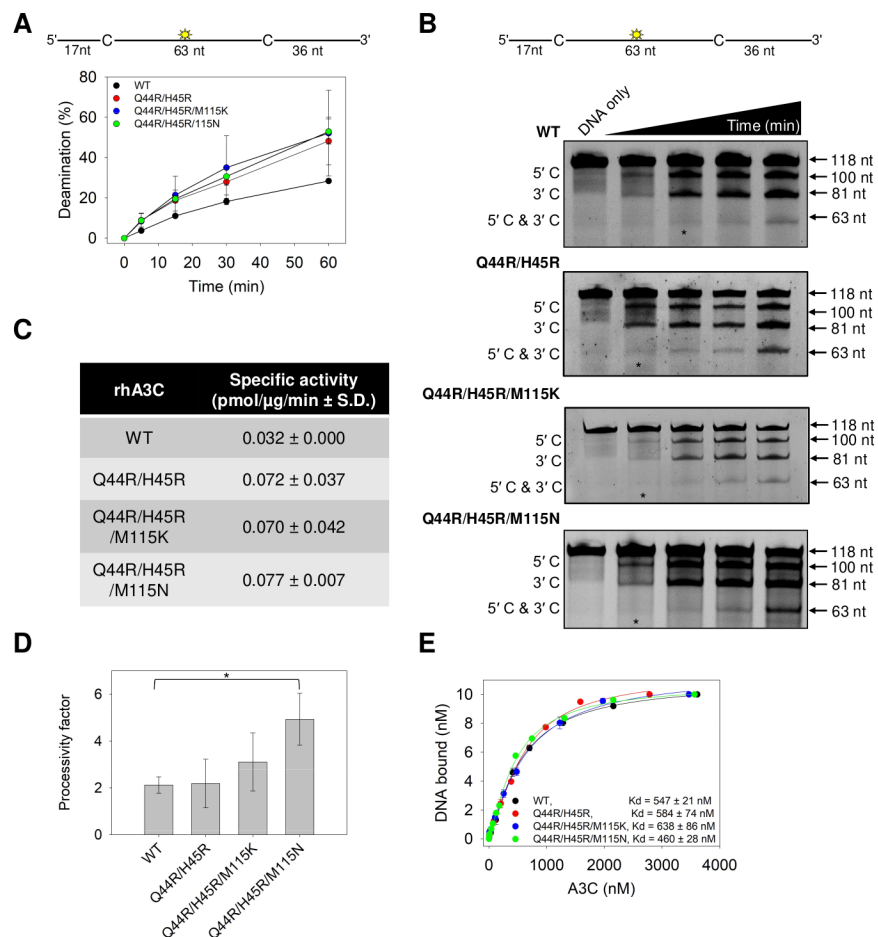 A
5' C C 3'
17nt 63 nt 36 nt
80
60
40
20
0
Deamination (%)
WT
Q44R/H45R
Q44R/H45R/M115K
Q44R/H45R/115N
0 10 20 30 40 50 60
Time (min)
B
5' C C 3'
17nt 63 nt 36 nt
DNA only
Time (min)
WT
118 nt
5' C 100 nt
3' C 81 nt
5' C & 3' C 63 nt
*
Q44R/H45R
118 nt
5' C 100 nt
3' C 81 nt
5' C & 3' C 63 nt
*
Q44R/H45R/M115K
118 nt
5' C 100 nt
3' C 81 nt
5' C & 3' C 63 nt
*
Q44R/H45R/M115N
118 nt
5' C 100 nt
3' C 81 nt
5' C & 3' C 63 nt
*
C
rhA3C Specific activity
(pmol/µg/min ± S.D.)
WT 0.032 ± 0.000
Q44R/H45R 0.072 ± 0.037
Q44R/H45R
/M115K 0.070 ± 0.042
Q44R/H45R
/M115N 0.077 ± 0.007
D
*
6
4
2
0
Processivity factor
WT
Q44R/H45R
Q44R/H45R/M115K
Q44R/H45R/M115N
E
10
8
6
4
2
0
DNA bound (nM)
WT, Kd = 547 ± 21 nM
Q44R/H45R, Kd = 584 ± 74 nM
Q44R/H45R/M115K, Kd = 638 ± 86 nM
Q44R/H45R/M115N, Kd = 460 ± 28 nM
0 1000 2000 3000 4000
A3C (nM)